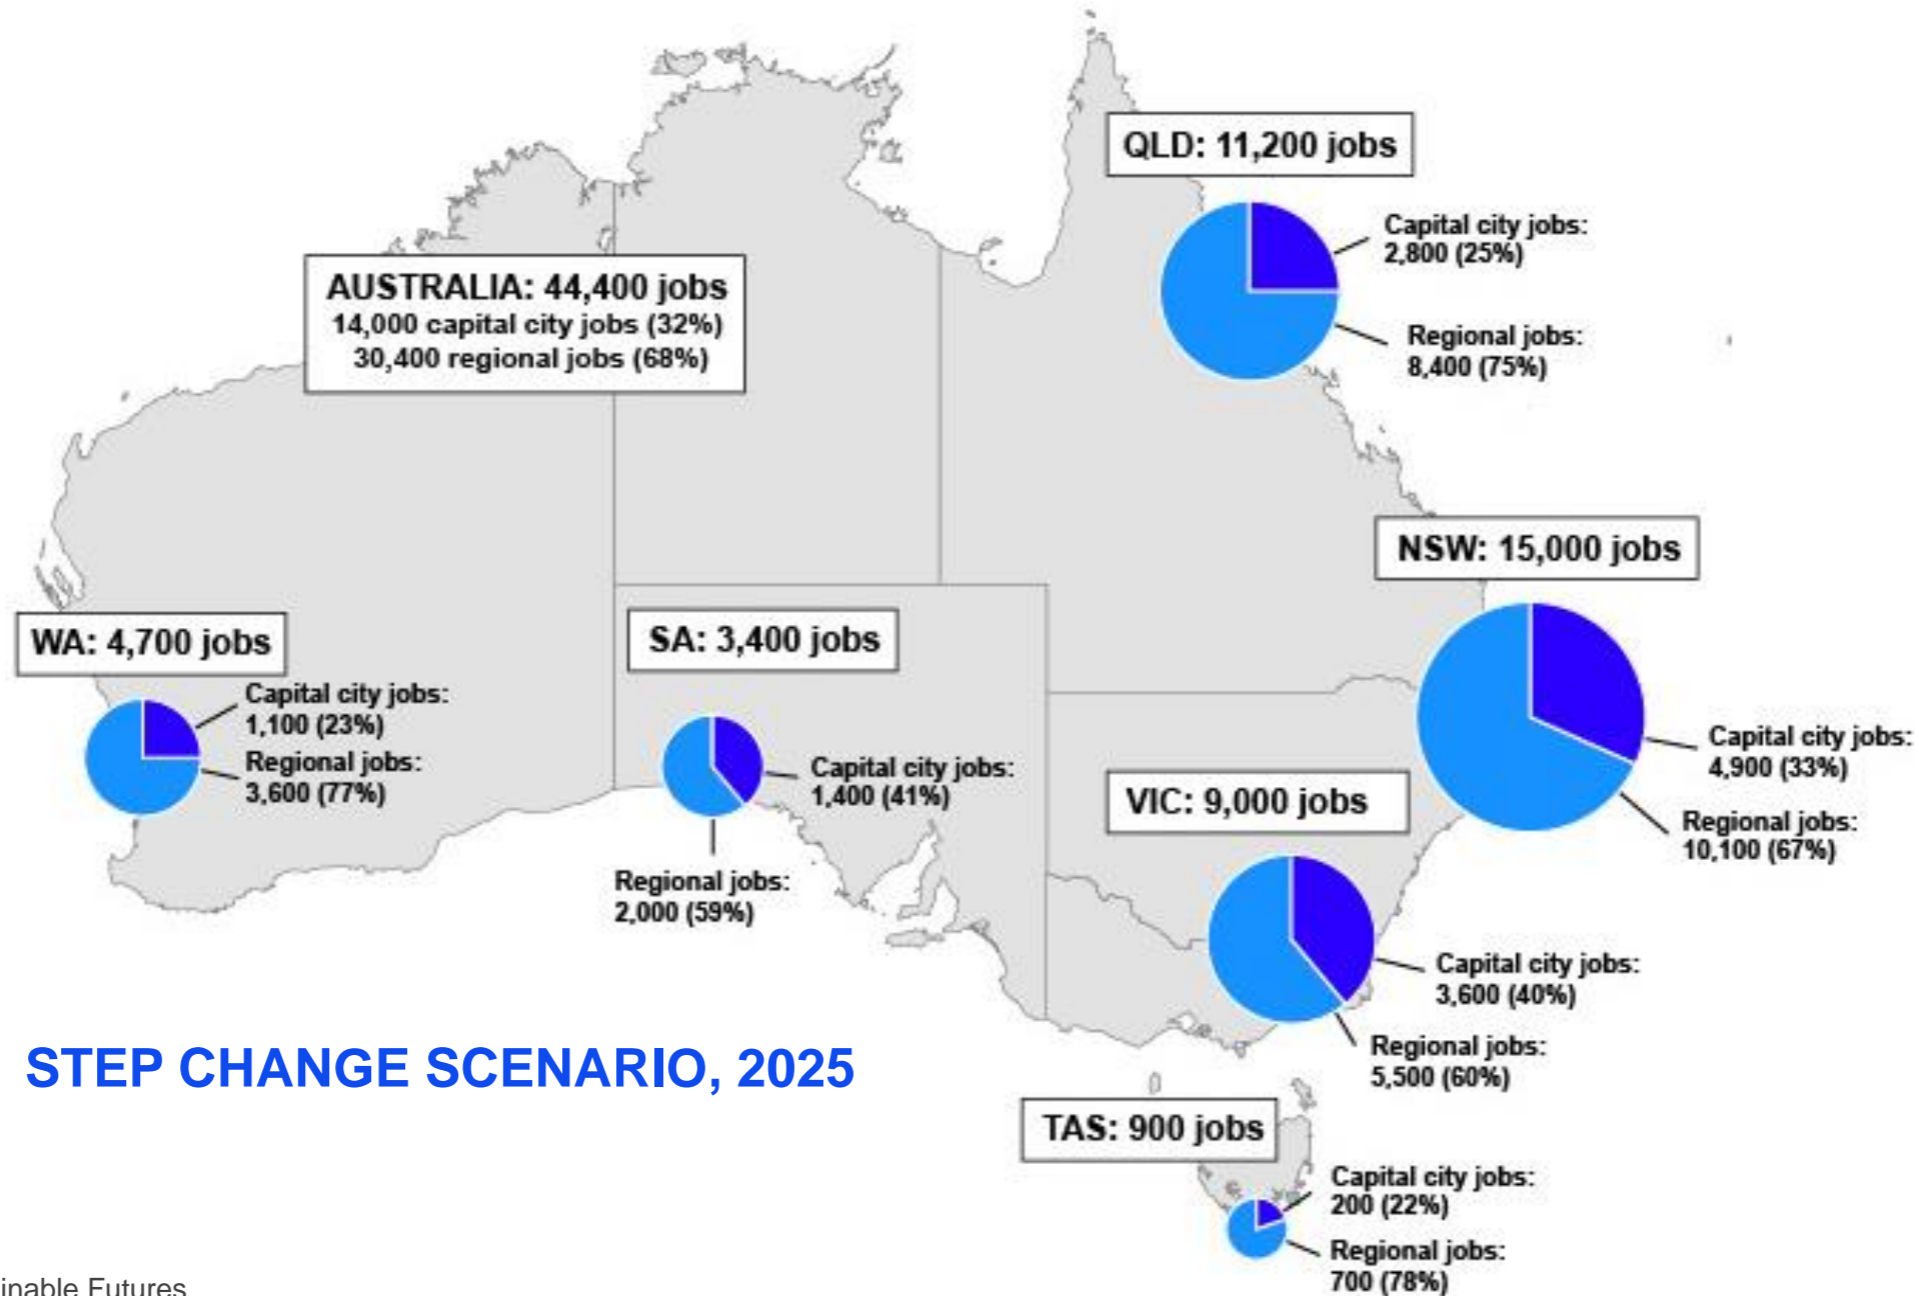 QLD: 11,200 jobs
Capital city jobs:
2,800 (25%)
Regional jobs:
8,400 (75%)
AUSTRALIA: 44,400 jobs
14,000 capital city jobs (32%)
30,400 regional jobs (68%)
NSW: 15,000 jobs
Capital city jobs:
4,900 (33%)
Regional jobs:
10,100 (67%)
WA: 4,700 jobs
Capital city jobs:
1,100 (23%)
Regional jobs:
3,600 (77%)
SA: 3,400 jobs
Capital city jobs:
1,400 (41%)
Regional jobs:
2,000 (59%)
VIC: 9,000 jobs
Capital city jobs:
3,600 (40%)
Regional jobs:
5,500 (60%)
STEP CHANGE SCENARIO, 2025
TAS: 900 jobs
Capital city jobs:
200 (22%)
Regional jobs:
700 (78%)
inable Futures